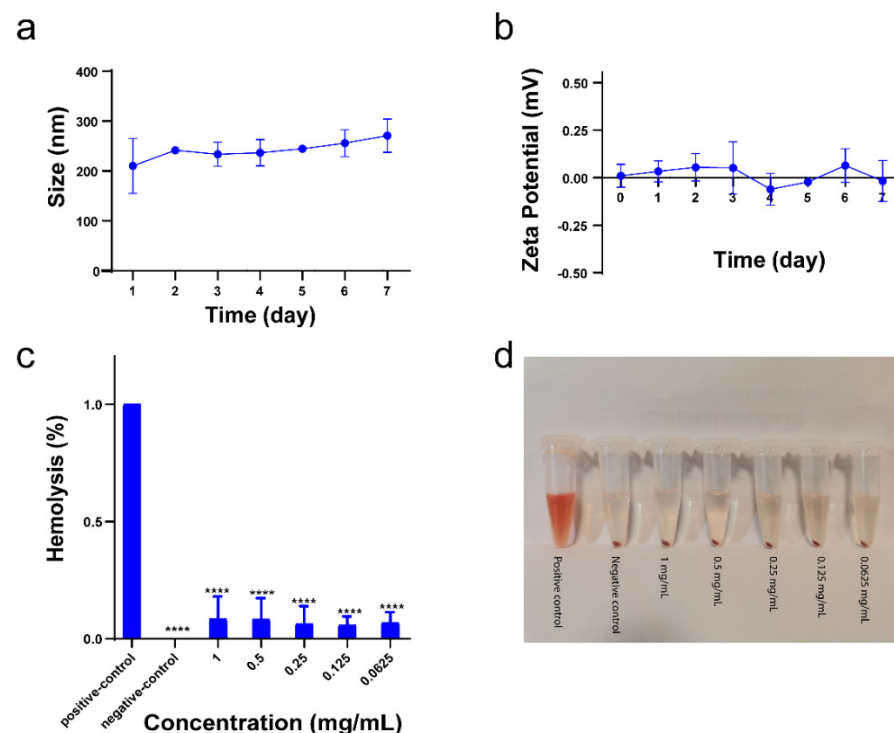 a
Size (nm)
400
300
200
100
0
1 2 3 4 5 6 7
Time (day)
b
Zeta Potential (mV)
0.50
0.25
0.00
-0.25
-0.50
0 1 2 3 4 5 6 7
Time (day)
c
Hemolysis (%)
1.0
0.5
0.0
**** **** **** **** **** ****
positive-control
negative-control
1
0.5
0.25
0.125
0.0625
Concentration (mg/mL)
d
Positive control
Negative control
1 mg/mL
0.5 mg/mL
0.25 mg/mL
0.125 mg/mL
0.0625 mg/mL